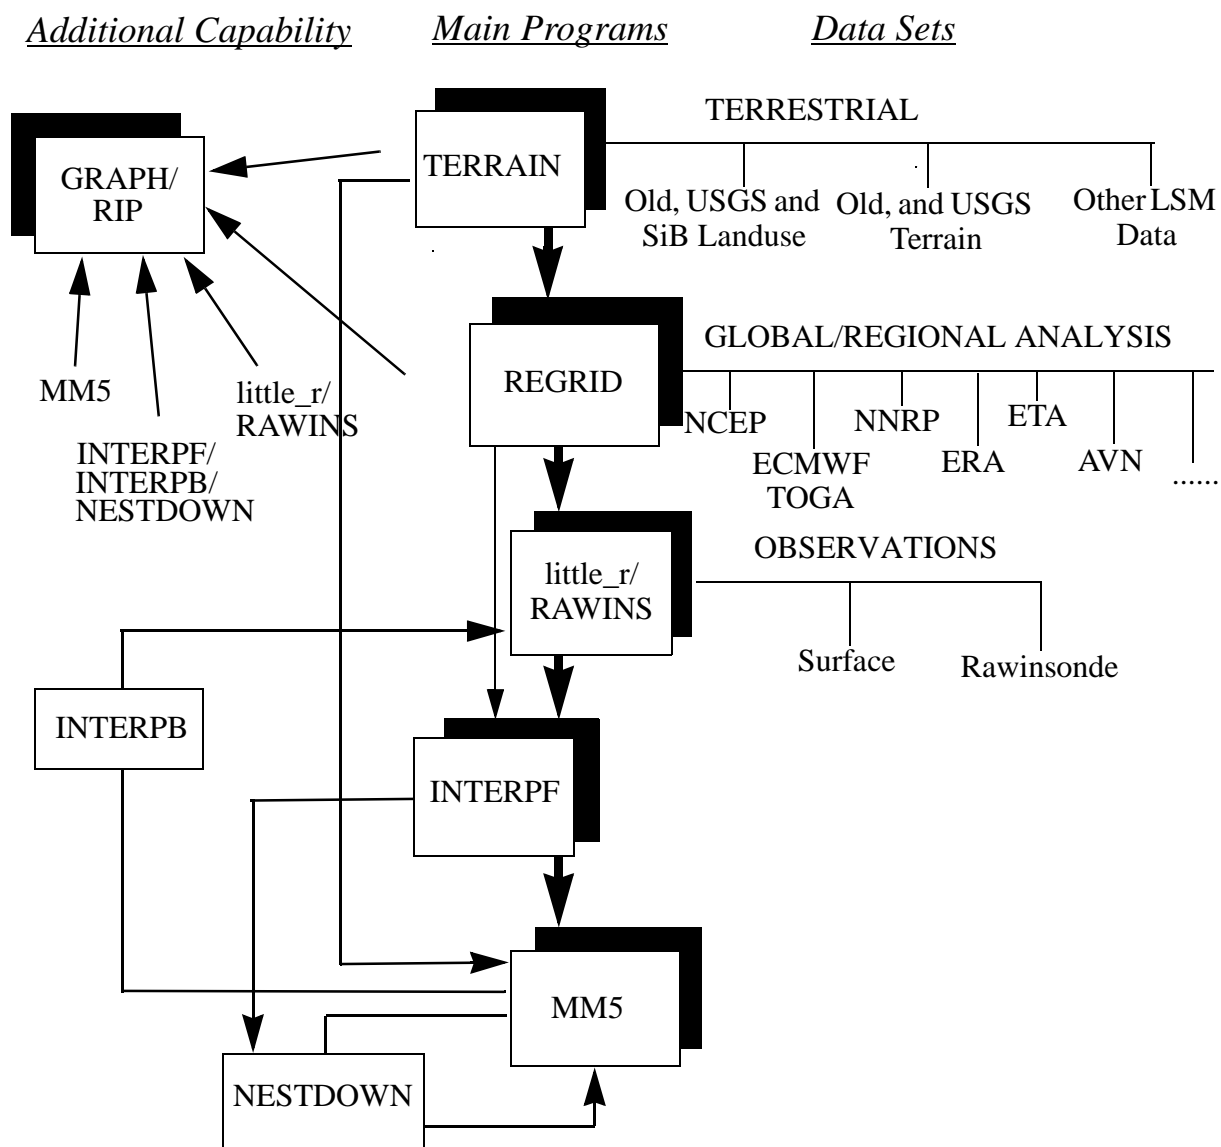 Additional Capability
Main Programs
Data Sets
GRAPH/
RIP
MM5
INTERPF/
INTERPB/
NESTDOWN
little_r/
RAWINS
TERRAIN
TERRESTRIAL
Old, USGS and
SiB Landuse
Old, and USGS
Terrain
Other LSM
Data
REGRID
GLOBAL/REGIONAL ANALYSIS
NCEP
ECMWF
TOGA
NNRP
ERA
ETA
AVN
......
little_r/
RAWINS
OBSERVATIONS
Surface
Rawinsonde
INTERPB
INTERPF
MM5
NESTDOWN